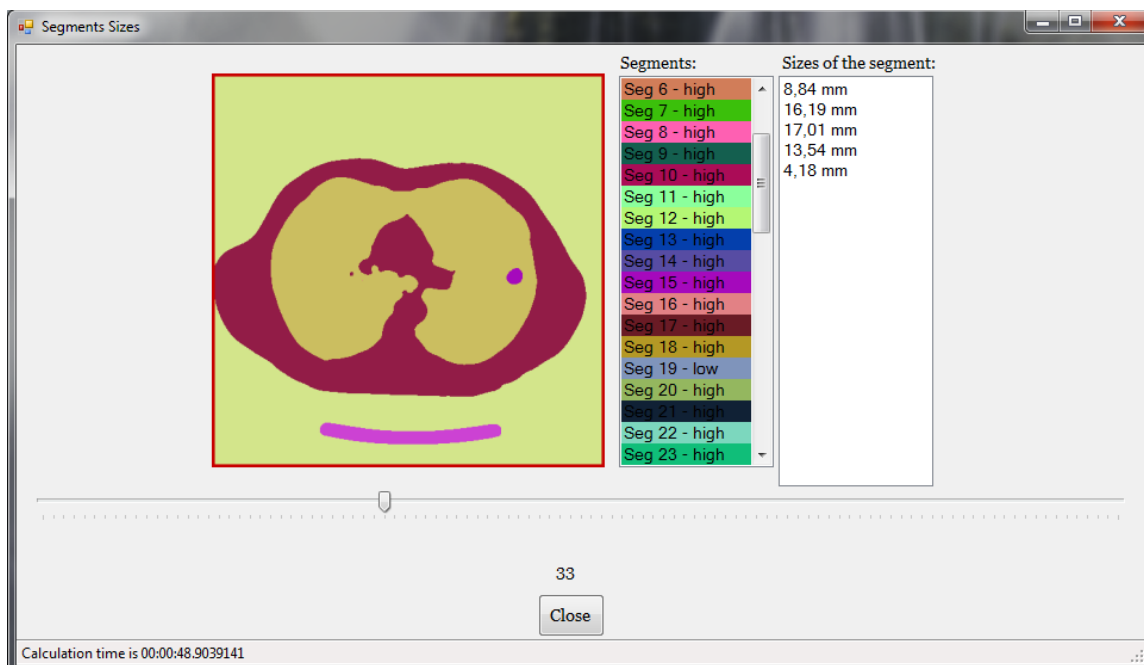 Segments Sizes
Segments:
Sizes of the segment:
Seg 6 - high
Seg 7 - high
Seg 8 - high
Seg 9 - high
Seg 10 - high
Seg 11 - high
Seg 12 - high
Seg 13 - high
Seg 14 - high
Seg 15 - high
Seg 16 - high
Seg 17 - high
Seg 18 - high
Seg 19 - low
Seg 20 - high
Seg 21 - high
Seg 22 - high
Seg 23 - high
8,84 mm
16,19 mm
17,01 mm
13,54 mm
4,18 mm
33
Close
Calculation time is 00:00:48.9039141